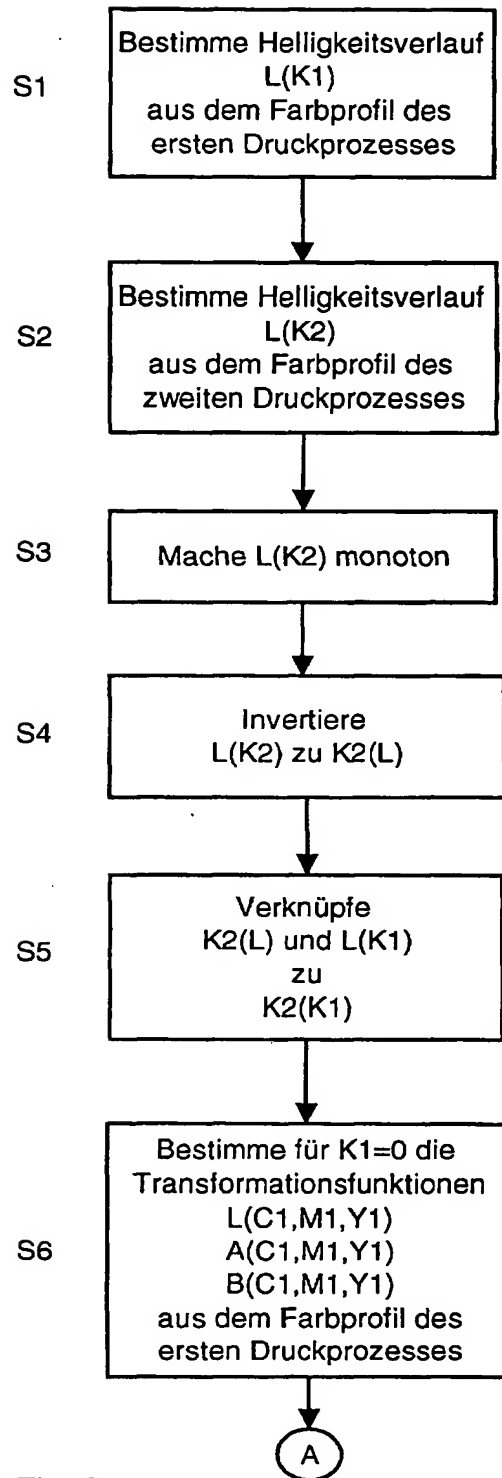 S1
Bestimme Helligkeitsverlauf
L(K1)
aus dem Farbprofil des
ersten Druckprozesses
S2
Bestimme Helligkeitsverlauf
L(K2)
aus dem Farbprofil des
zweiten Druckprozesses
S3
Mache L(K2) monoton
S4
Invertiere
L(K2) zu K2(L)
S5
Verknüpfe
K2(L) und L(K1)
zu
K2(K1)
S6
Bestimme für K1=0 die
Transformationsfunktionen
L(C1,M1,Y1)
A(C1,M1,Y1)
B(C1,M1,Y1)
aus dem Farbprofil des
ersten Druckprozesses
A